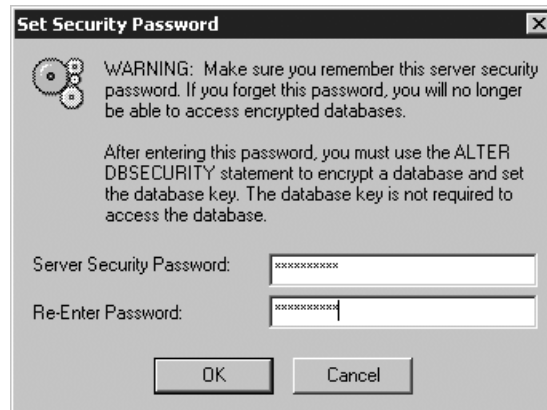 Set Security Password
WARNING: Make sure you remember this server security
password. If you forget this password, you will no longer
be able to access encrypted databases.
After entering this password, you must use the ALTER
DBSECURITY statement to encrypt a database and set
the database key. The database key is not required to
access the database.
Server Security Password: **********
Re-Enter Password: **********
OK Cancel